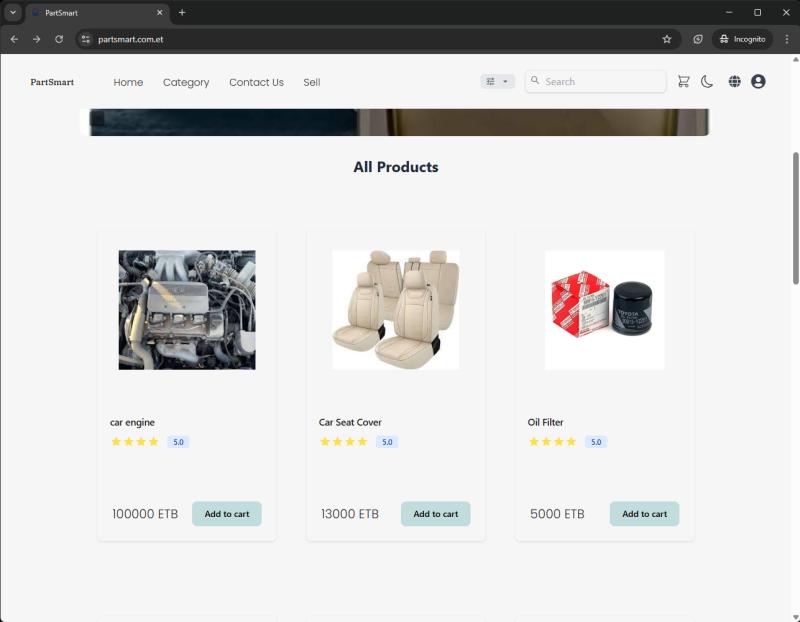 PartSmart
partsmart.com.et
Incognito
PartSmart
Home Category Contact Us Sell
Search
All Products
car engine
5.0
100000 ETB Add to cart
Car Seat Cover
5.0
13000 ETB Add to cart
TOYOTA
Oil Filter
5.0
5000 ETB Add to cart